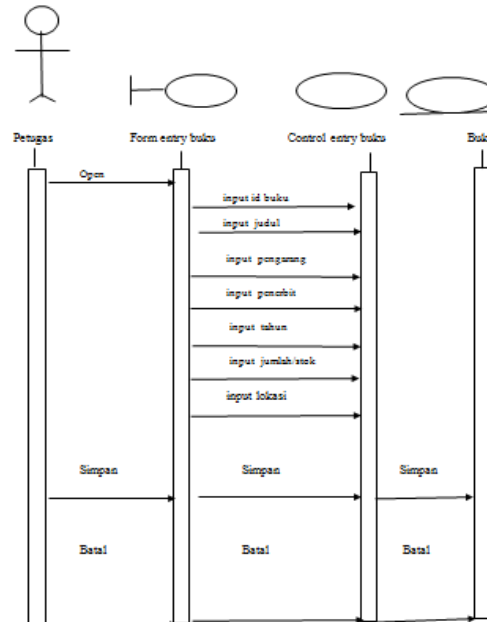 Petugas
Form entry buku
Control entry buku
Buk
Open
input id buku
input judul
input pengarang
input penerbit
input tahun
input jumlah/stok
input lokasi
Simpan
Simpan
Simpan
Batal
Batal
Batal